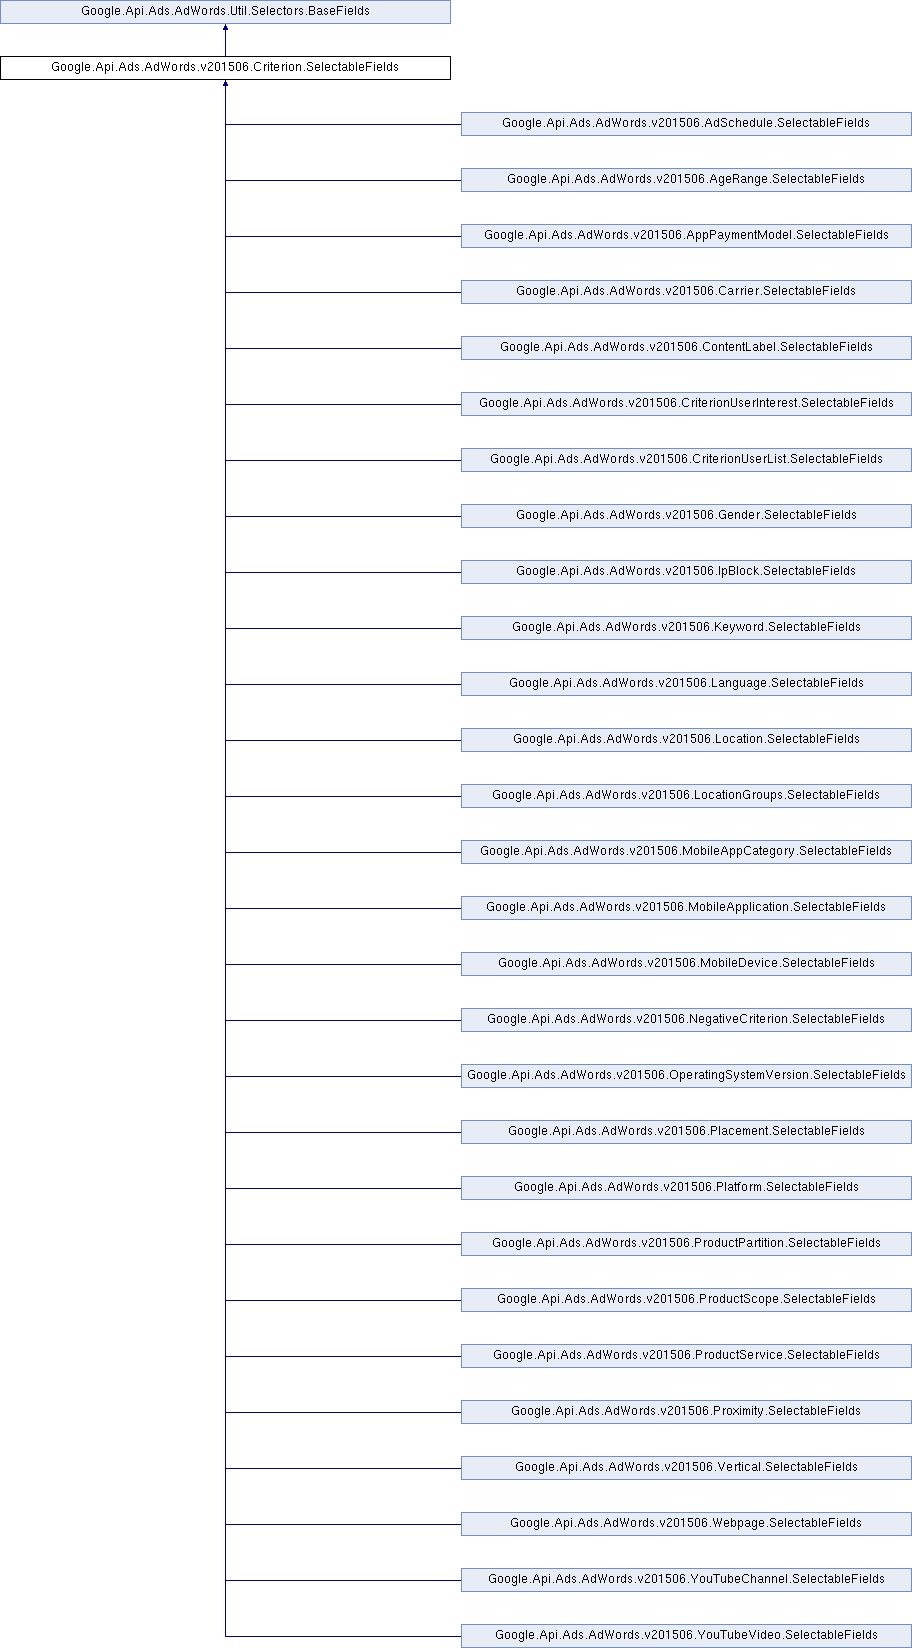 Google.Api.Ads.AdWords.Util.Selectors.BaseFields
Google.Api.Ads.AdWords.v201506.Criterion.SelectableFields
Google.Api.Ads.AdWords.v201506.AdSchedule.SelectableFields
Google.Api.Ads.AdWords.v201506.AgeRange.SelectableFields
Google.Api.Ads.AdWords.v201506.AppPaymentModel.SelectableFields
Google.Api.Ads.AdWords.v201506.Carrier.SelectableFields
Google.Api.Ads.AdWords.v201506.ContentLabel.SelectableFields
Google.Api.Ads.AdWords.v201506.CriterionUserInterest.SelectableFields
Google.Api.Ads.AdWords.v201506.CriterionUserList.SelectableFields
Google.Api.Ads.AdWords.v201506.Gender.SelectableFields
Google.Api.Ads.AdWords.v201506.IpBlock.SelectableFields
Google.Api.Ads.AdWords.v201506.Keyword.SelectableFields
Google.Api.Ads.AdWords.v201506.Language.SelectableFields
Google.Api.Ads.AdWords.v201506.Location.SelectableFields
Google.Api.Ads.AdWords.v201506.LocationGroups.SelectableFields
Google.Api.Ads.AdWords.v201506.MobileAppCategory.SelectableFields
Google.Api.Ads.AdWords.v201506.MobileApplication.SelectableFields
Google.Api.Ads.AdWords.v201506.MobileDevice.SelectableFields
Google.Api.Ads.AdWords.v201506.NegativeCriterion.SelectableFields
Google.Api.Ads.AdWords.v201506.OperatingSystemVersion.SelectableFields
Google.Api.Ads.AdWords.v201506.Placement.SelectableFields
Google.Api.Ads.AdWords.v201506.Platform.SelectableFields
Google.Api.Ads.AdWords.v201506.ProductPartition.SelectableFields
Google.Api.Ads.AdWords.v201506.ProductScope.SelectableFields
Google.Api.Ads.AdWords.v201506.ProductService.SelectableFields
Google.Api.Ads.AdWords.v201506.Proximity.SelectableFields
Google.Api.Ads.AdWords.v201506.Vertical.SelectableFields
Google.Api.Ads.AdWords.v201506.Webpage.SelectableFields
Google.Api.Ads.AdWords.v201506.YouTubeChannel.SelectableFields
Google.Api.Ads.AdWords.v201506.YouTubeVideo.SelectableFields